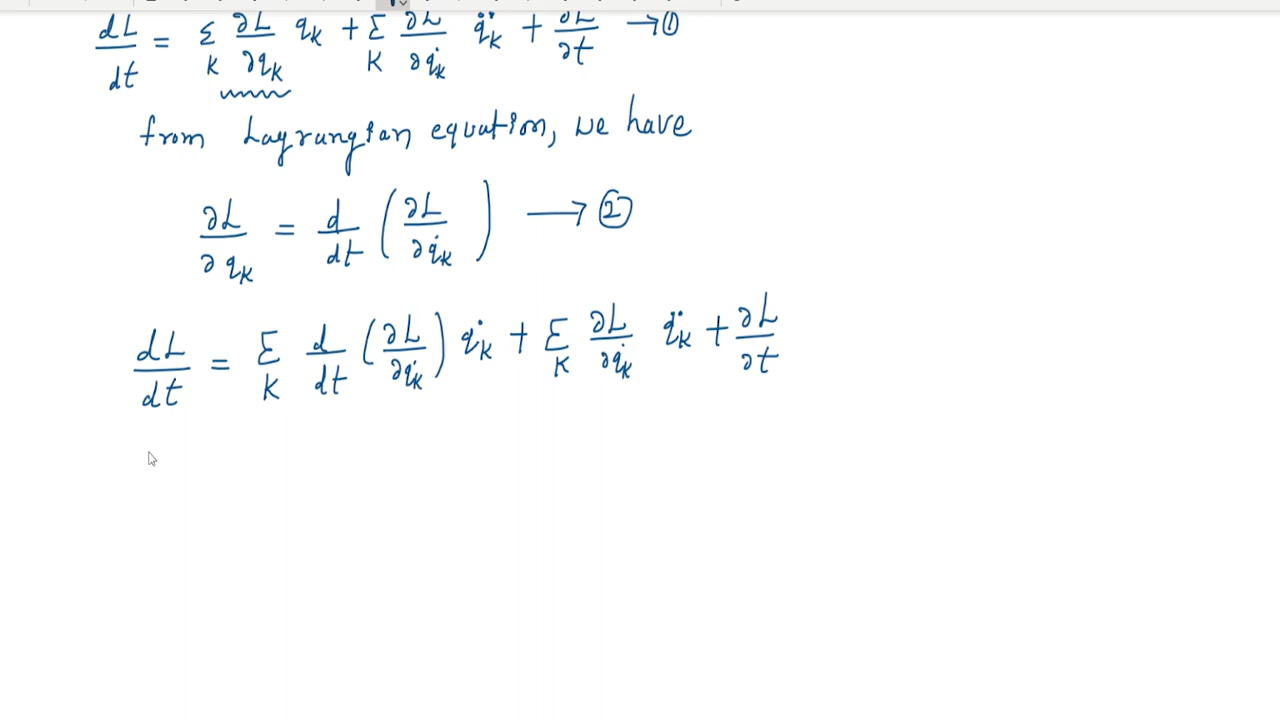 dL/dt = Σ_K ∂L/∂q_K q_K + Σ_K ∂L/∂q̇_K q̈_K + ∂L/∂t → ①
from Lagrangian equation, we have
∂L/∂q_K = d/dt (∂L/∂q̇_K) → ②
dL/dt = Σ_K d/dt (∂L/∂q̇_K) q̇_K + Σ_K ∂L/∂q̇_K q̈_K + ∂L/∂t